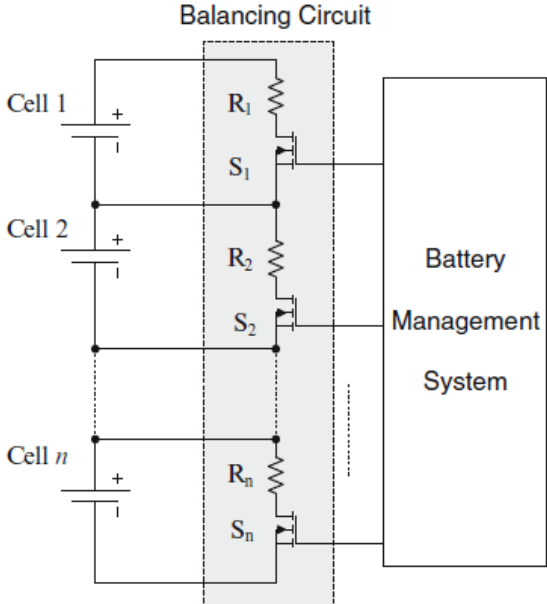 Balancing Circuit
Cell 1
+
R1
S1
Cell 2
+
R2
S2
Battery
Management
System
Cell n
+
Rn
Sn